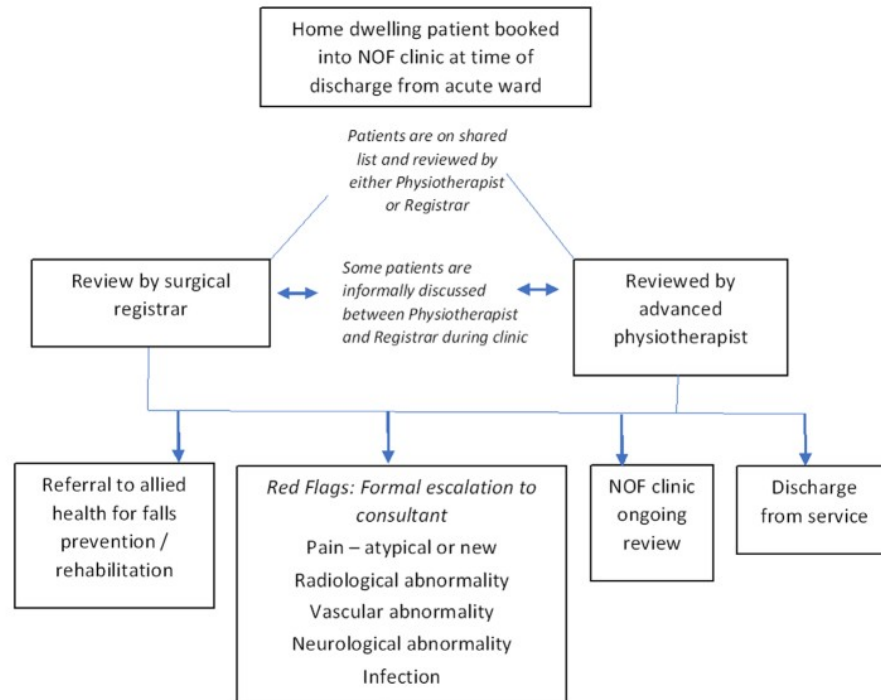 Home dwelling patient booked
into NOF clinic at time of
discharge from acute ward
Patients are on shared
list and reviewed by
either Physiotherapist
or Registrar
Review by surgical
registrar
Some patients are
informally discussed
between Physiotherapist
and Registrar during clinic
Reviewed by
advanced
physiotherapist
Referral to allied
health for falls
prevention /
rehabilitation
Red Flags: Formal escalation to
consultant
Pain – atypical or new
Radiological abnormality
Vascular abnormality
Neurological abnormality
Infection
NOF clinic
ongoing
review
Discharge
from service